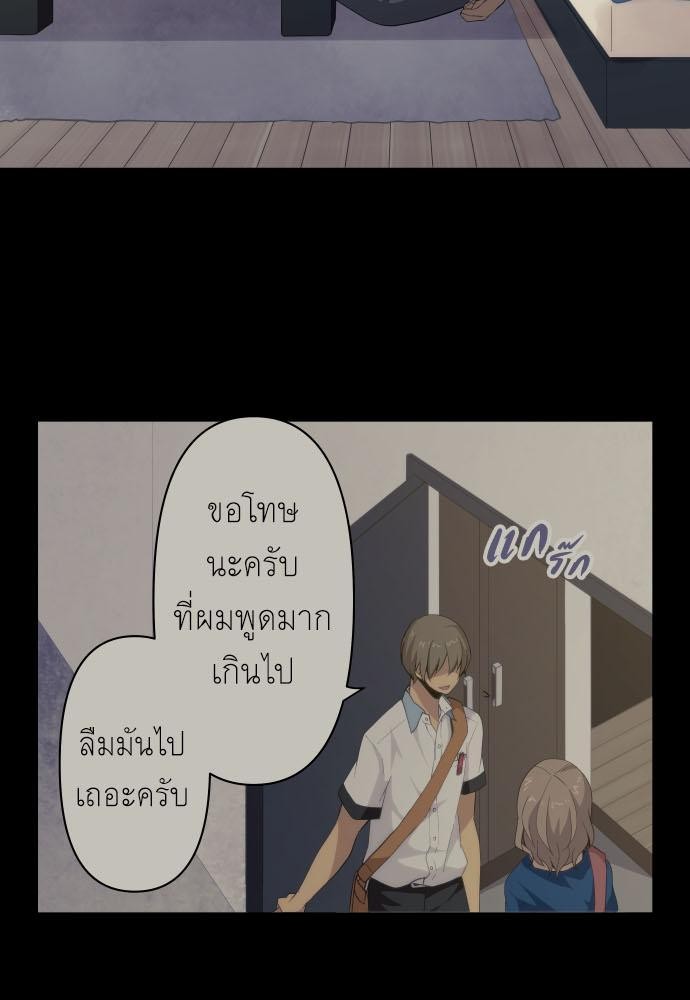 ขอโทษ
นะครับ
ที่ผมพูดมาก
เกินไป
แกร๊ก
ลืมมันไป
เถอะครับ